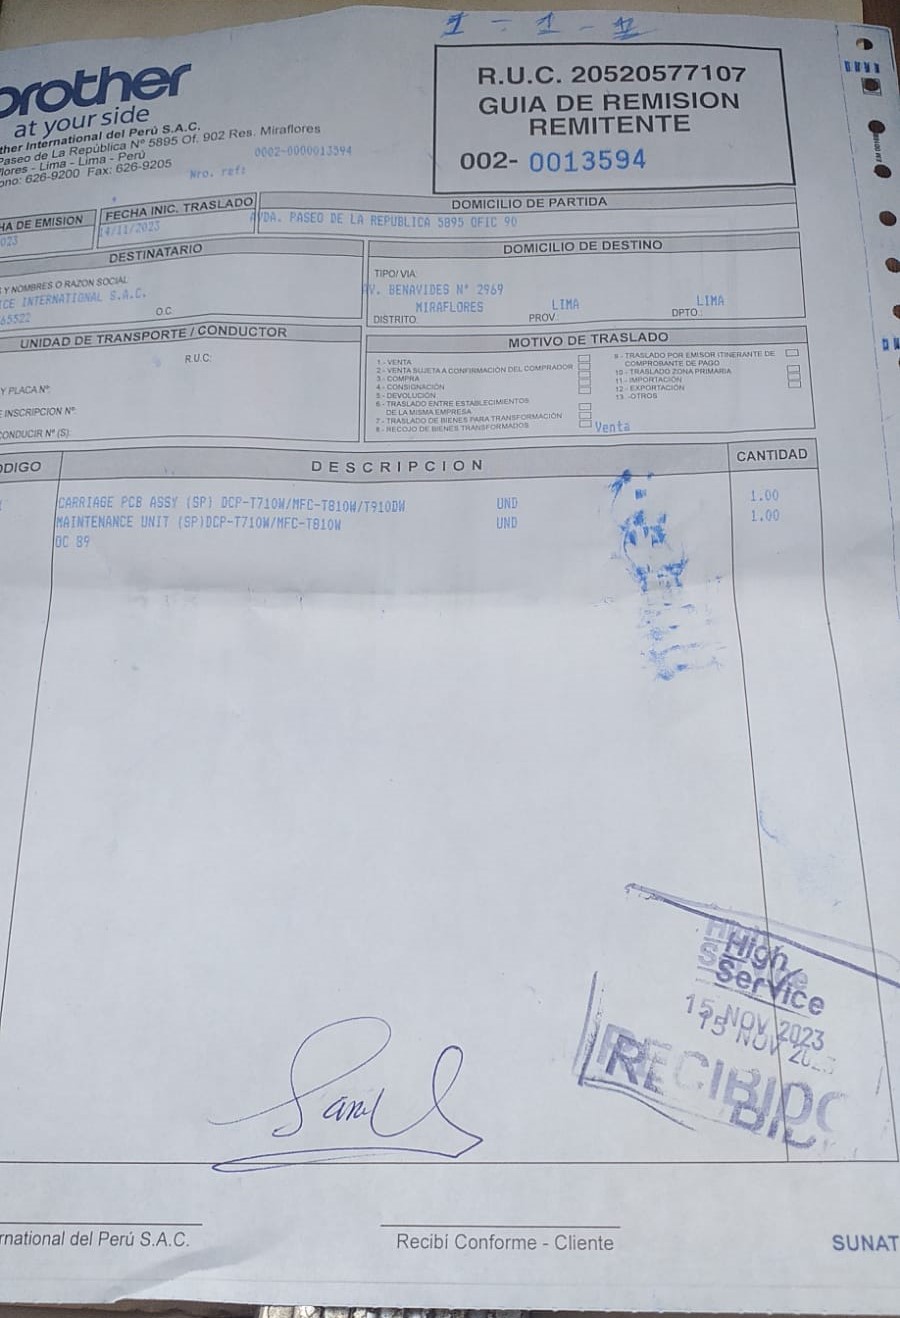 brother
at your side
ther International del Perú S.A.C.
Paseo de La República Nº 5895 Of. 902 Res. Miraflores
flores - Lima - Lima - Perú
ono: 626-9200 Fax: 626-9205
Nro. ref: 0002-0000013594
1 - 1 -
R.U.C. 20520577107
GUIA DE REMISION
REMITENTE
002- 0013594
HA DE EMISION
023
FECHA INIC. TRASLADO
14/11/2023
DOMICILIO DE PARTIDA
AVDA. PASEO DE LA REPUBLICA 5895 OFIC 90
DESTINATARIO
S Y NOMBRES O RAZON SOCIAL
ICE INTERNATIONAL S.A.C.
65522
O.C.
DOMICILIO DE DESTINO
TIPO/VIA:
AV. BENAVIDES Nº 2969
MIRAFLORES LIMA LIMA
DISTRITO: PROV.: DPTO.:
UNIDAD DE TRANSPORTE / CONDUCTOR
R.U.C:
Y PLACA Nº:
E INSCRIPCION Nº:
CONDUCIR Nº (S):
MOTIVO DE TRASLADO
1 - VENTA
2 - VENTA SUJETA A CONFIRMACIÓN DEL COMPRADOR
3 - COMPRA
4 - CONSIGNACIÓN
5 - DEVOLUCIÓN
6 - TRASLADO ENTRE ESTABLECIMIENTOS
DE LA MISMA EMPRESA
7 - TRASLADO DE BIENES PARA TRANSFORMACIÓN
8 - RECOJO DE BIENES TRANSFORMADOS
9 - TRASLADO POR EMISOR ITINERANTE DE
COMPROBANTE DE PAGO
10 - TRASLADO ZONA PRIMARIA
11 - IMPORTACIÓN
12 - EXPORTACIÓN
13 - OTROS
Venta
ODIGO DESCRIPCION CANTIDAD
CARRIAGE PCB ASSY (SP) DCP-T710W/MFC-T810W/T910DW UND 1.00
MAINTENANCE UNIT (SP)DCP-T710W/MFC-T810W UND 1.00
OC 89
High
Service
15 NOV 2023
RECIBIDO
rnational del Perú S.A.C.
Recibí Conforme - Cliente
SUNAT